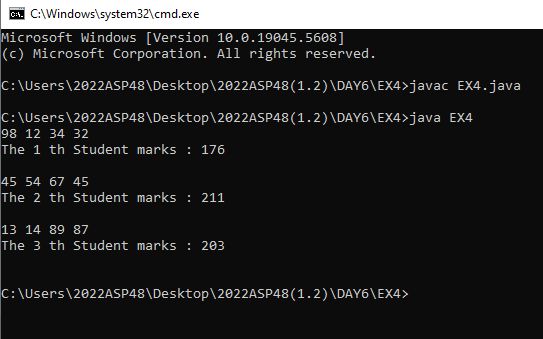 C:\Windows\system32\cmd.exe
Microsoft Windows [Version 10.0.19045.5608]
(c) Microsoft Corporation. All rights reserved.
C:\Users\2022ASP48\Desktop\2022ASP48(1.2)\DAY6\EX4>javac EX4.java
C:\Users\2022ASP48\Desktop\2022ASP48(1.2)\DAY6\EX4>java EX4
98 12 34 32
The 1 th Student marks : 176
45 54 67 45
The 2 th Student marks : 211
13 14 89 87
The 3 th Student marks : 203
C:\Users\2022ASP48\Desktop\2022ASP48(1.2)\DAY6\EX4>